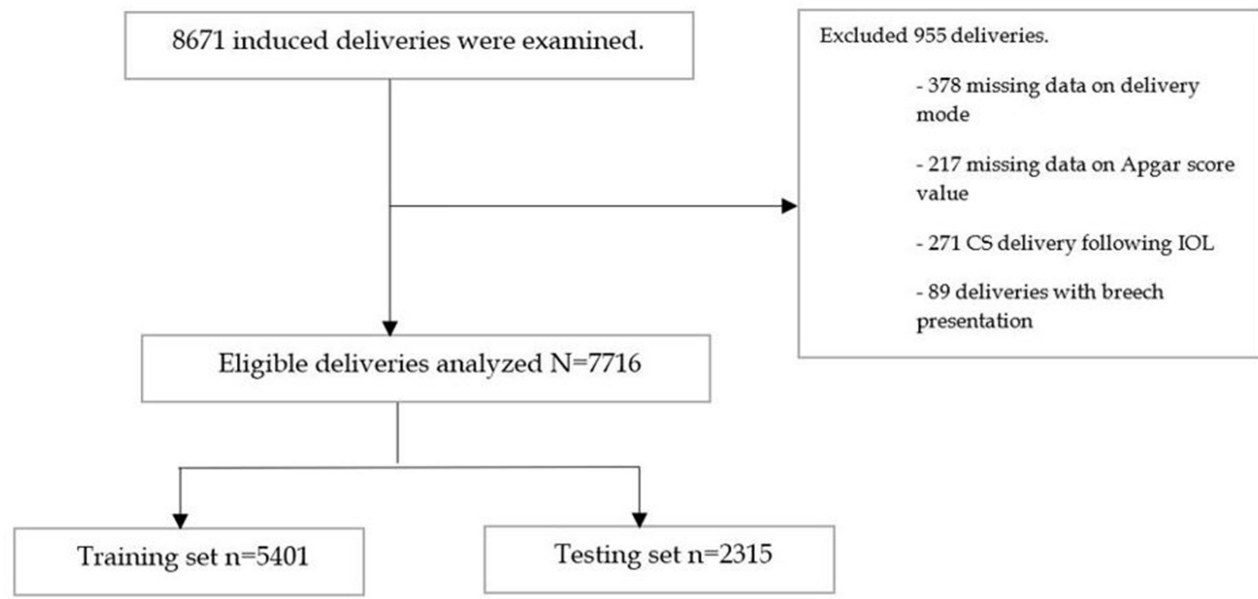 8671 induced deliveries were examined.
Excluded 955 deliveries.
- 378 missing data on delivery
mode
- 217 missing data on Apgar score
value
- 271 CS delivery following IOL
- 89 deliveries with breech
presentation
Eligible deliveries analyzed N=7716
Training set n=5401
Testing set n=2315